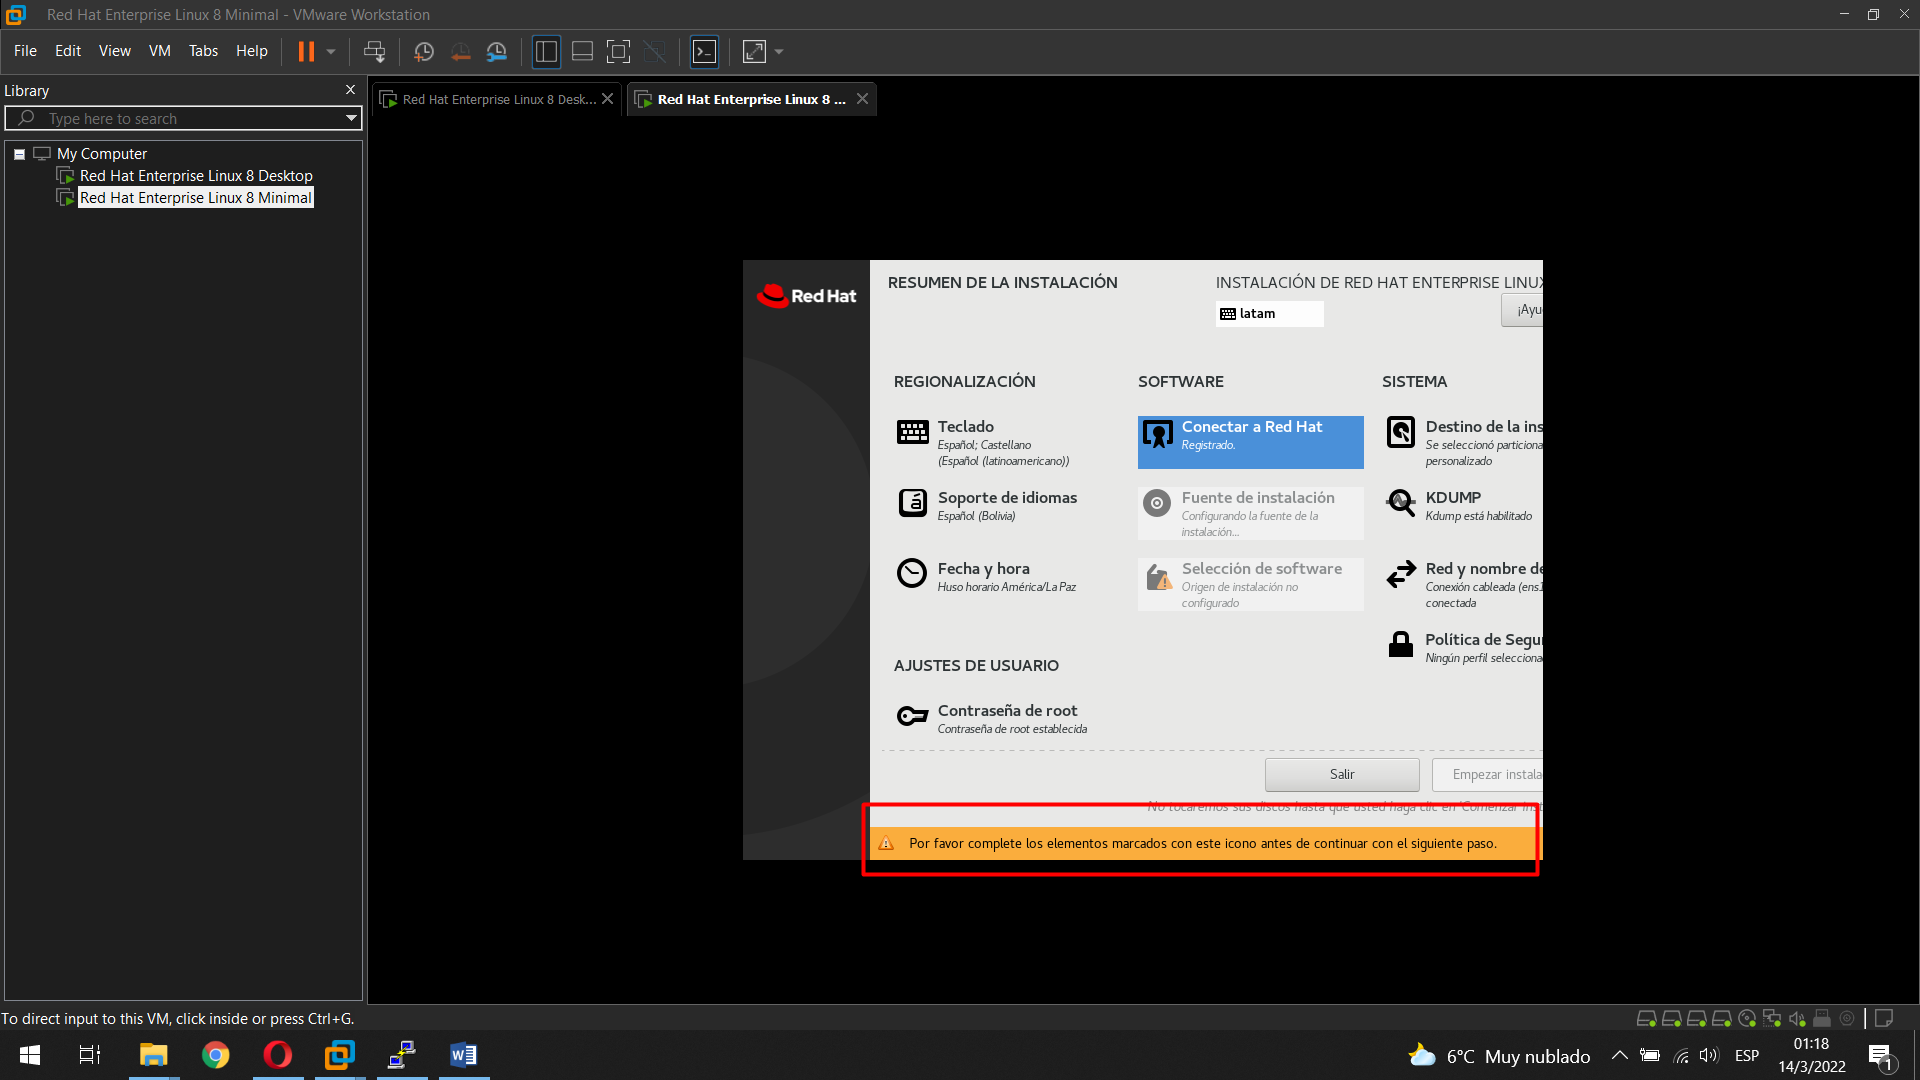 Red Hat Enterprise Linux 8 Minimal - VMware Workstation
File Edit View VM Tabs Help
Library
Type here to search
My Computer
Red Hat Enterprise Linux 8 Desktop
Red Hat Enterprise Linux 8 Minimal
Red Hat Enterprise Linux 8 Desk...
Red Hat Enterprise Linux 8 ...
Red Hat
RESUMEN DE LA INSTALACIÓN
INSTALACIÓN DE RED HAT ENTERPRISE LINUX
latam
¡Ayu
REGIONALIZACIÓN
Teclado
Español; Castellano
(Español (latinoamericano))
Soporte de idiomas
Español (Bolivia)
Fecha y hora
Huso horario América/La Paz
SOFTWARE
Conectar a Red Hat
Registrado.
Fuente de instalación
Configurando la fuente de la
instalación...
Selección de software
Origen de instalación no
configurado
SISTEMA
Destino de la ins
Se seleccionó particiona
personalizado
KDUMP
Kdump está habilitado
Red y nombre de
Conexión cableada (ens1
conectada
Política de Segur
Ningún perfil selecciona
AJUSTES DE USUARIO
Contraseña de root
Contraseña de root establecida
Salir
Empezar instala
No tocaremos sus discos hasta que usted haga clic en 'Comenzar inst
Por favor complete los elementos marcados con este icono antes de continuar con el siguiente paso.
To direct input to this VM, click inside or press Ctrl+G.
6°C Muy nublado
ESP
01:18
14/3/2022
1